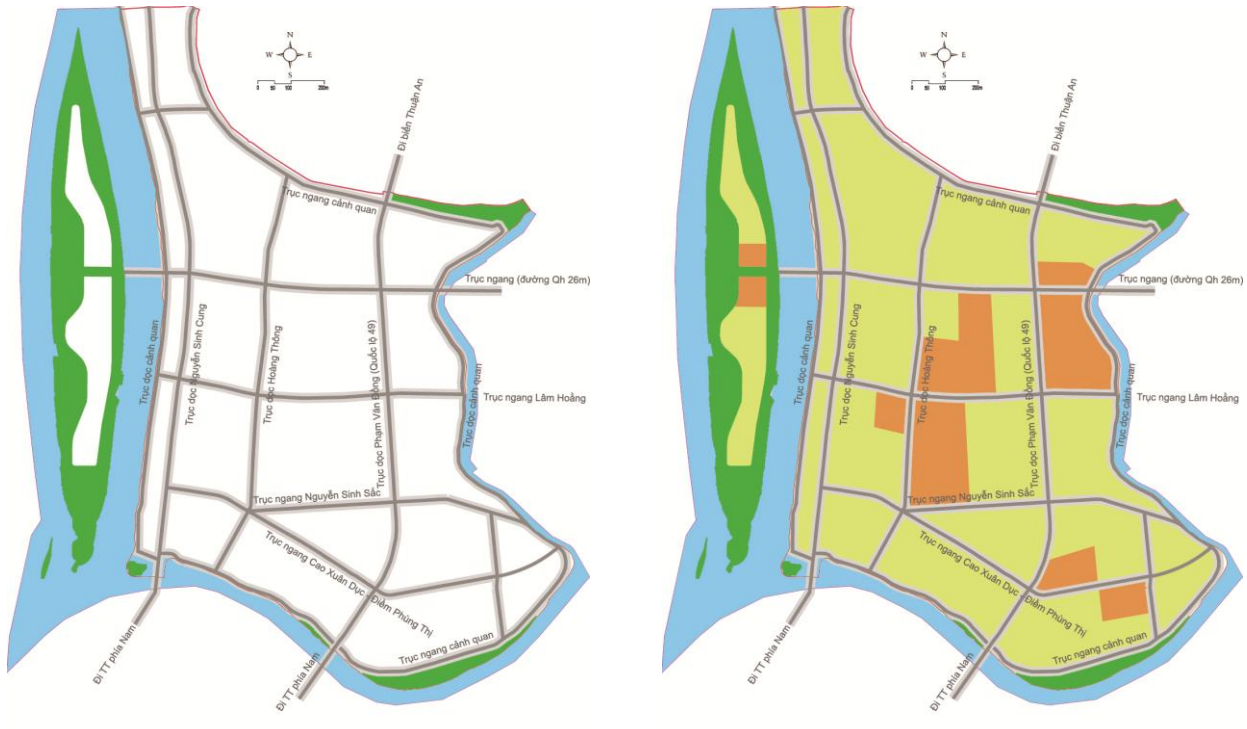 N
W E
S
0 50 100 200m
Đi biển Thuận An
Trục ngang cảnh quan
Trục ngang (đường Qh 26m)
Trục dọc cảnh quan
Trục dọc Nguyễn Sinh Cung
Trục dọc Hoàng Thông
Trục dọc Phạm Văn Đồng (Quốc lộ 49)
Trục dọc cảnh quan
Trục ngang Lâm Hoằng
Trục ngang Nguyễn Sinh Sắc
Trục ngang Cao Xuân Dục - Điềm Phùng Thị
Trục ngang cảnh quan
Đi TT phía Nam
Đi TT phía Nam
N
W E
S
0 50 100 200m
Đi biển Thuận An
Trục ngang cảnh quan
Trục ngang (đường Qh 26m)
Trục dọc cảnh quan
Trục dọc Nguyễn Sinh Cung
Trục dọc Hoàng Thông
Trục dọc Phạm Văn Đồng (Quốc lộ 49)
Trục dọc cảnh quan
Trục ngang Lâm Hoằng
Trục ngang Nguyễn Sinh Sắc
Trục ngang Cao Xuân Dục - Điềm Phùng Thị
Trục ngang cảnh quan
Đi TT phía Nam
Đi TT phía Nam